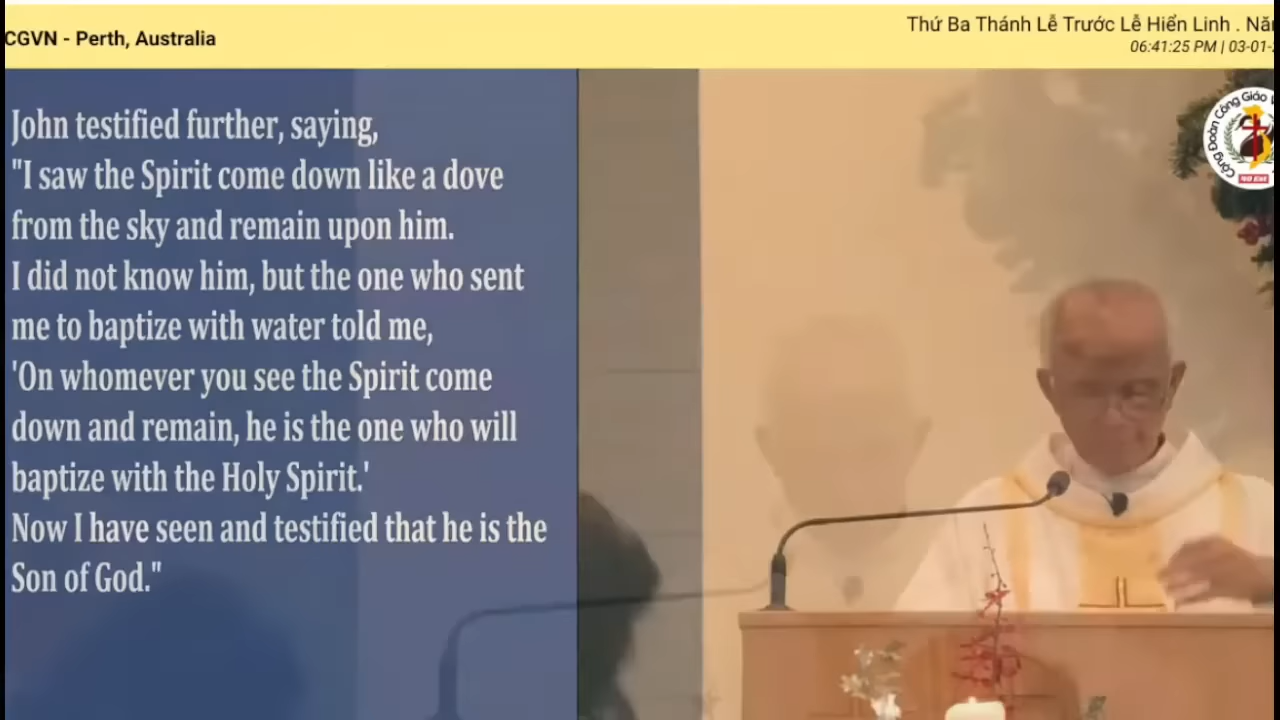 CGVN - Perth, Australia
Thứ Ba Thánh Lễ Trước Lễ Hiển Linh .
06:41:25 PM | 03-01-
John testified further, saying,
"I saw the Spirit come down like a dove
from the sky and remain upon him.
I did not know him, but the one who sent
me to baptize with water told me,
'On whomever you see the Spirit come
down and remain, he is the one who will
baptize with the Holy Spirit.'
Now I have seen and testified that he is the
Son of God."
Cộng Đoàn Công Giáo